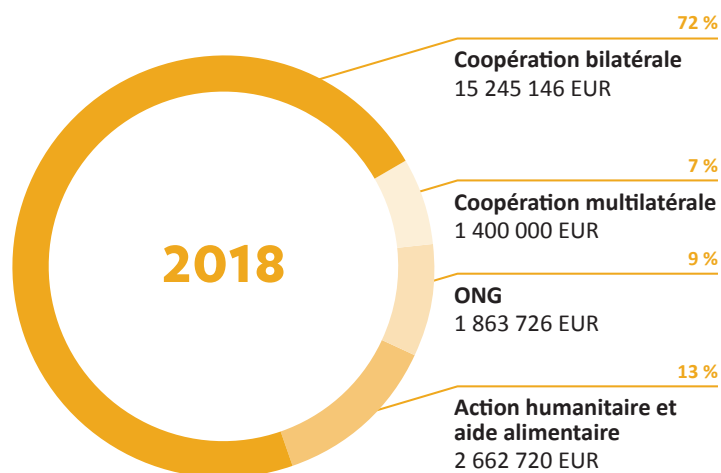 72 %
Coopération bilatérale
15 245 146 EUR
7 %
Coopération multilatérale
1 400 000 EUR
2018
9 %
ONG
1 863 726 EUR
13 %
Action humanitaire et
aide alimentaire
2 662 720 EUR